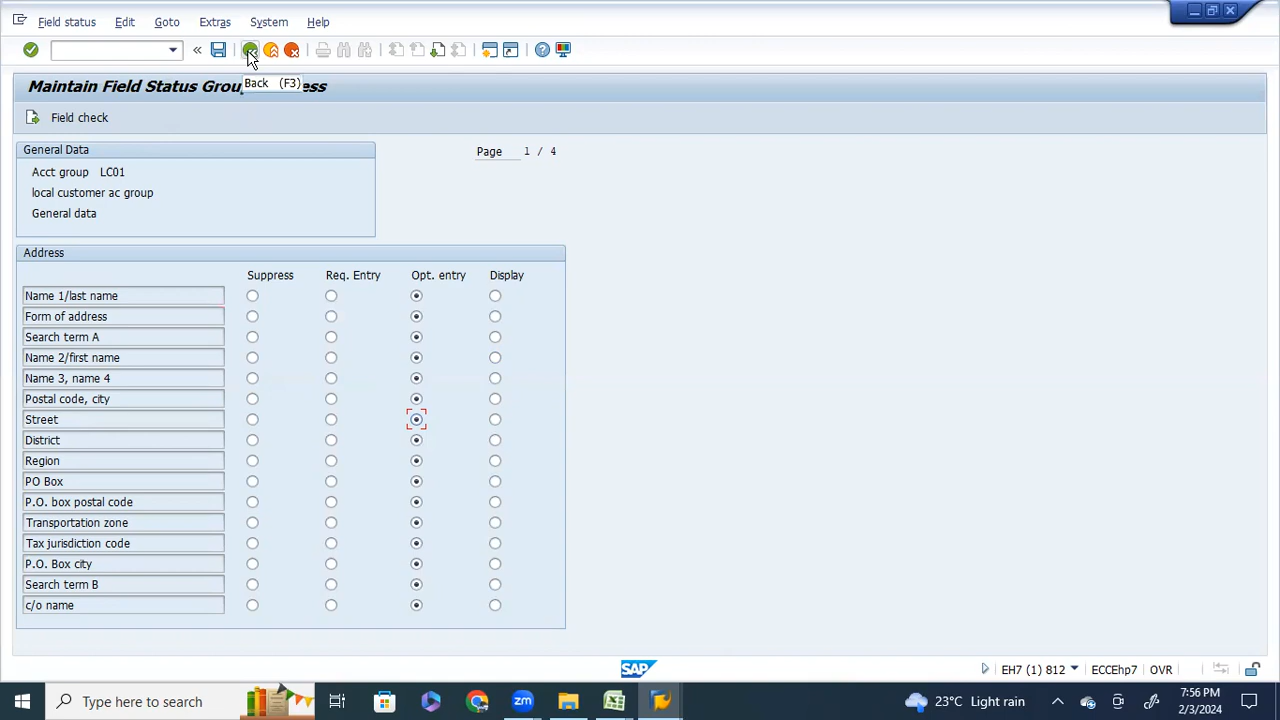 Field status Edit Goto Extras System Help
Back (F3)
Maintain Field Status Grou ess
Field check
General Data
Page 1 / 4
Acct group LC01
local customer ac group
General data
Address
Suppress Req. Entry Opt. entry Display
Name 1/last name
Form of address
Search term A
Name 2/first name
Name 3, name 4
Postal code, city
Street
District
Region
PO Box
P.O. box postal code
Transportation zone
Tax jurisdiction code
P.O. Box city
Search term B
c/o name
SAP
EH7 (1) 812 ECCEhp7 OVR
Type here to search
zm
23°C Light rain
7:56 PM
2/3/2024